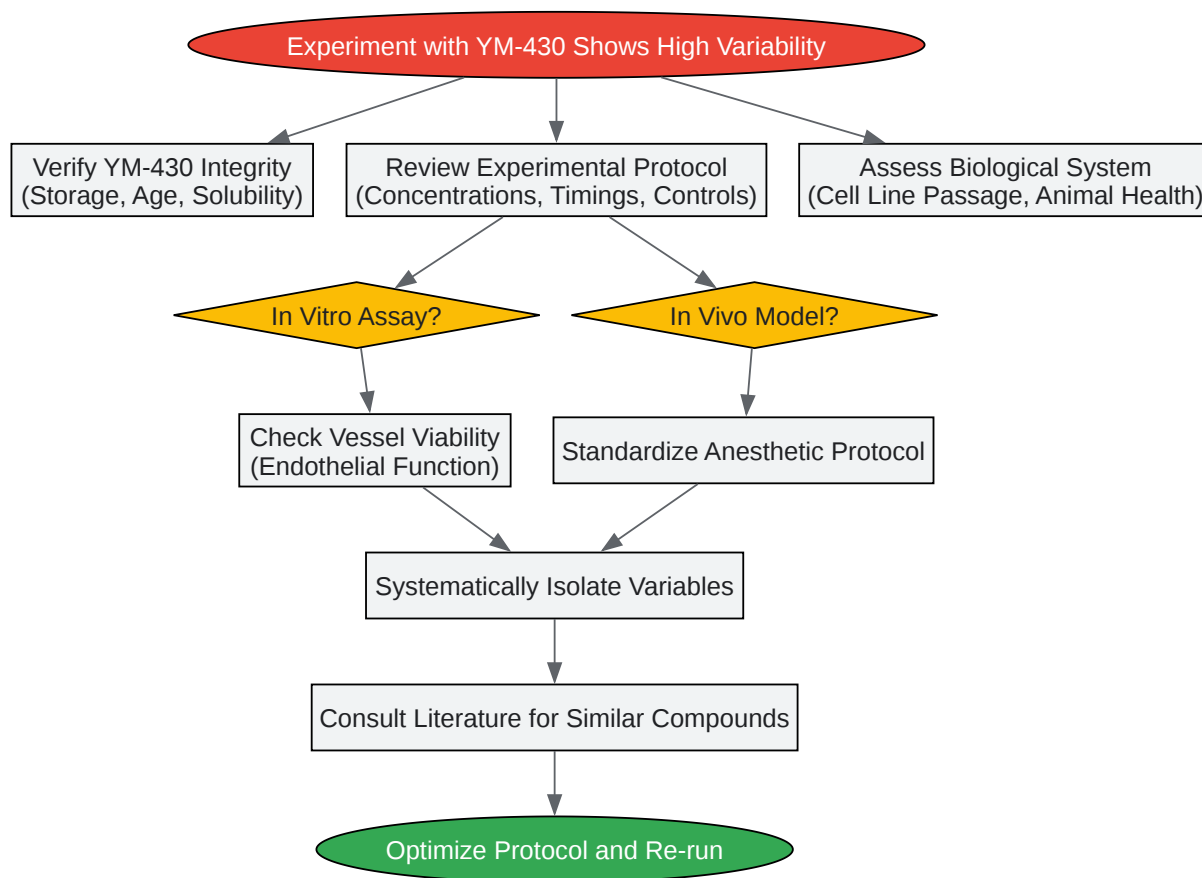 Experiment with YM-430 Shows High Variability
Verify YM-430 Integrity
(Storage, Age, Solubility)
Review Experimental Protocol
(Concentrations, Timings, Controls)
Assess Biological System
(Cell Line Passage, Animal Health)
In Vitro Assay?
In Vivo Model?
Check Vessel Viability
(Endothelial Function)
Standardize Anesthetic Protocol
Systematically Isolate Variables
Consult Literature for Similar Compounds
Optimize Protocol and Re-run